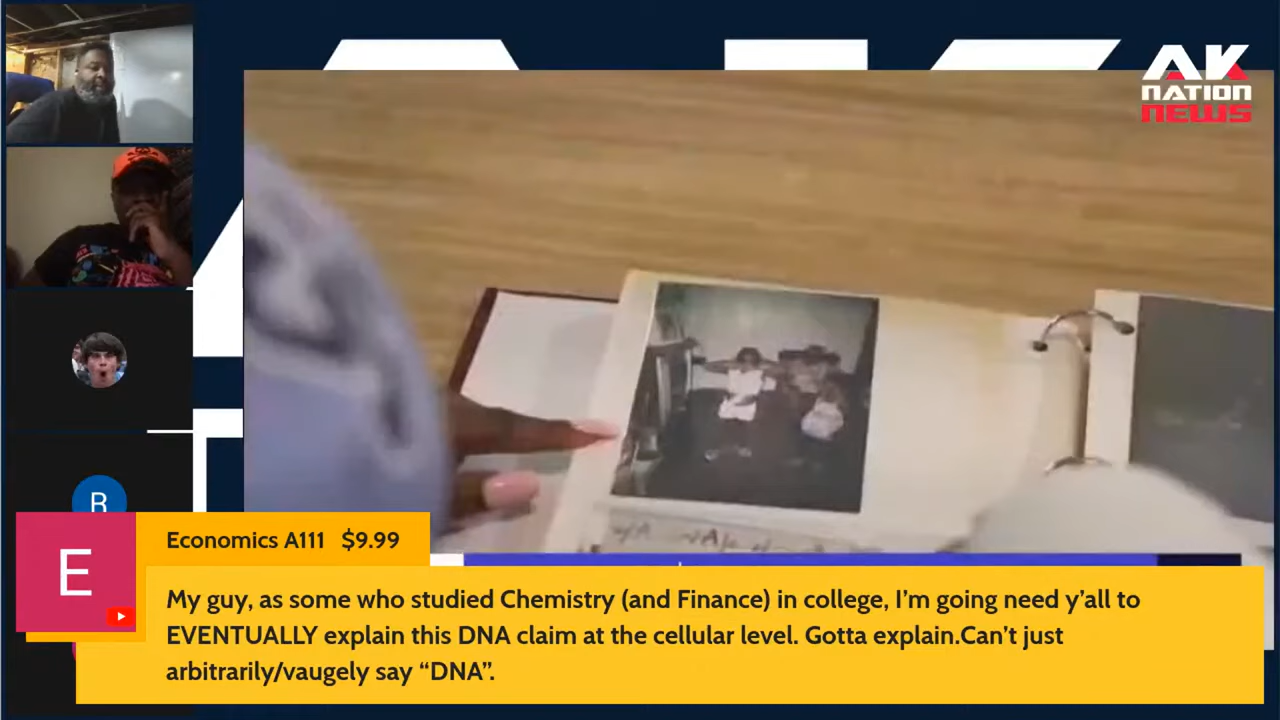 AK
NATION
NEWS
B
E
Economics A111 $9.99
My guy, as some who studied Chemistry (and Finance) in college, I'm going need y'all to
EVENTUALLY explain this DNA claim at the cellular level. Gotta explain.Can't just
arbitrarily/vaugely say “DNA”.